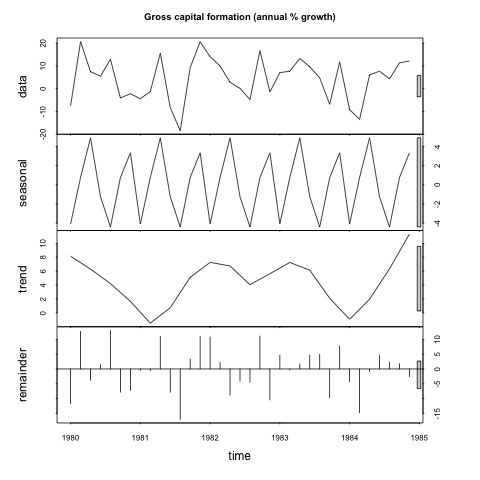 Gross capital formation (annual % growth)
data
-20 -10 0 10 20
seasonal
-4 -2 0 2 4
trend
0 2 4 6 8 10
remainder
-15 -5 0 5 10
1980 1981 1982 1983 1984 1985
time